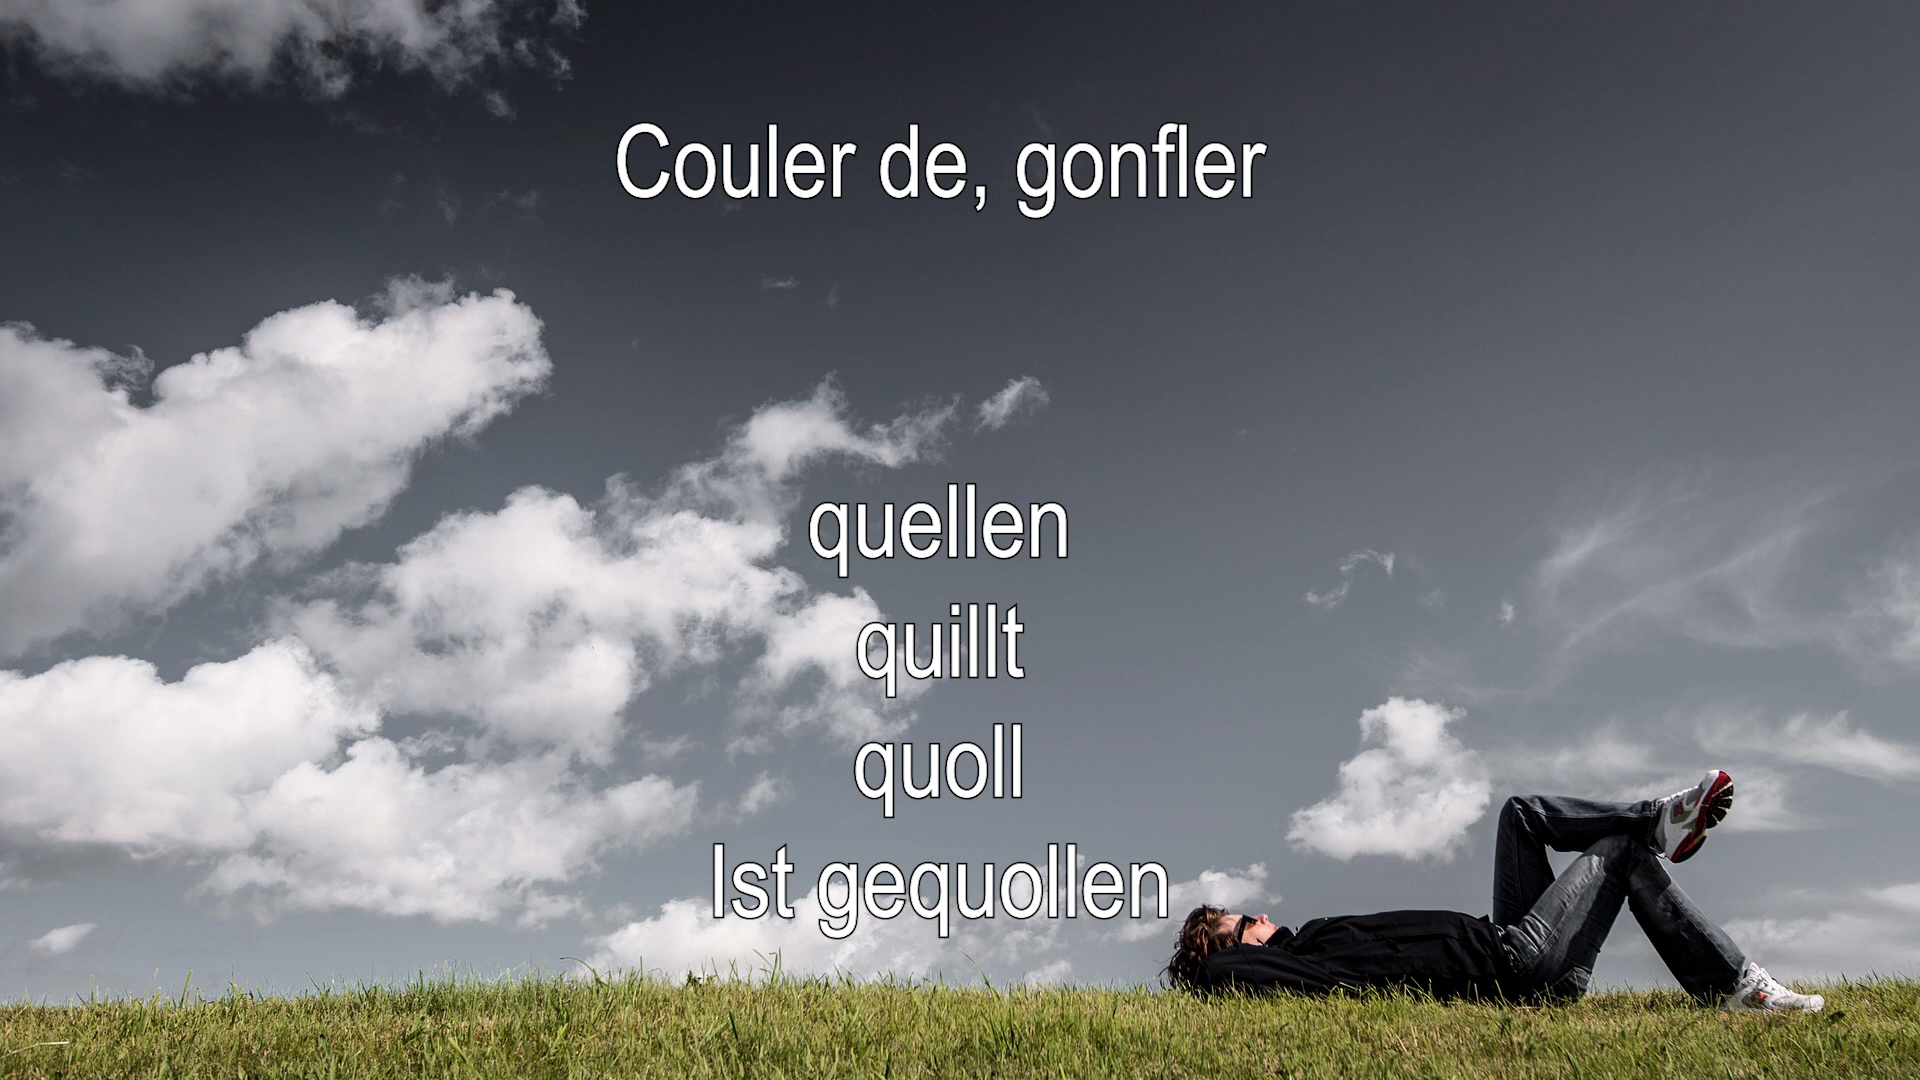 Couler de, gonfler
quellen
quillt
quoll
Ist gequollen